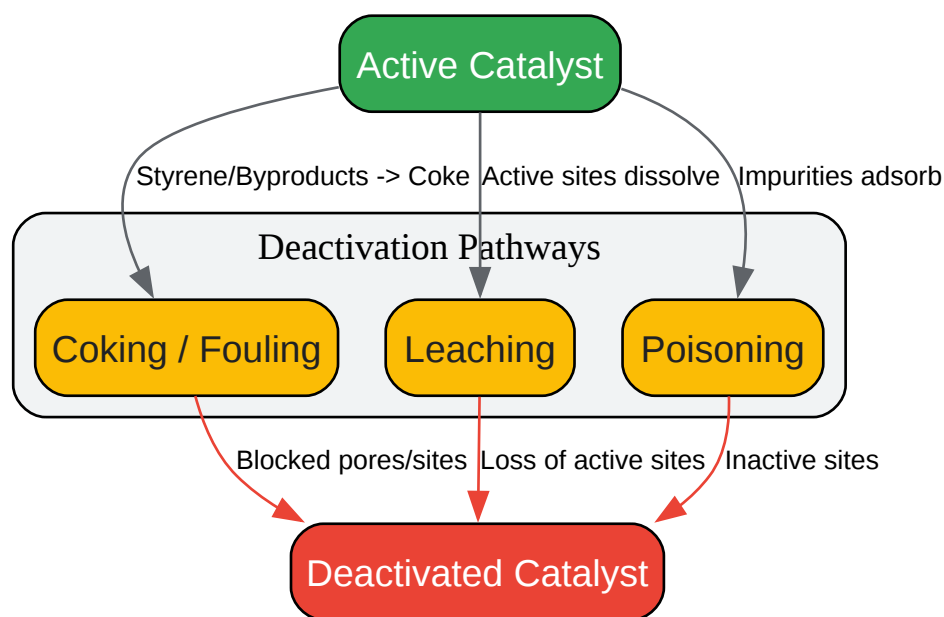 Active Catalyst
Styrene/Byproducts -> Coke
Active sites dissolve
Impurities adsorb
Deactivation Pathways
Coking / Fouling
Leaching
Poisoning
Blocked pores/sites
Loss of active sites
Inactive sites
Deactivated Catalyst